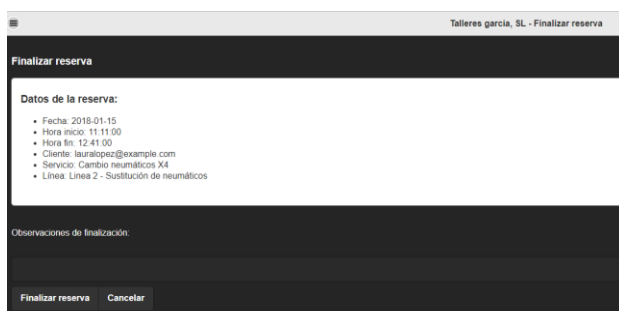 Talleres garcia, SL - Finalizar reserva
Finalizar reserva
Datos de la reserva:
Fecha: 2018-01-15
Hora inicio: 11:11:00
Hora fin: 12:41:00
Cliente: lauralopez@example.com
Servicio: Cambio neumáticos X4
Línea: Linea 2 - Sustitución de neumáticos
Observaciones de finalización:
Finalizar reserva Cancelar